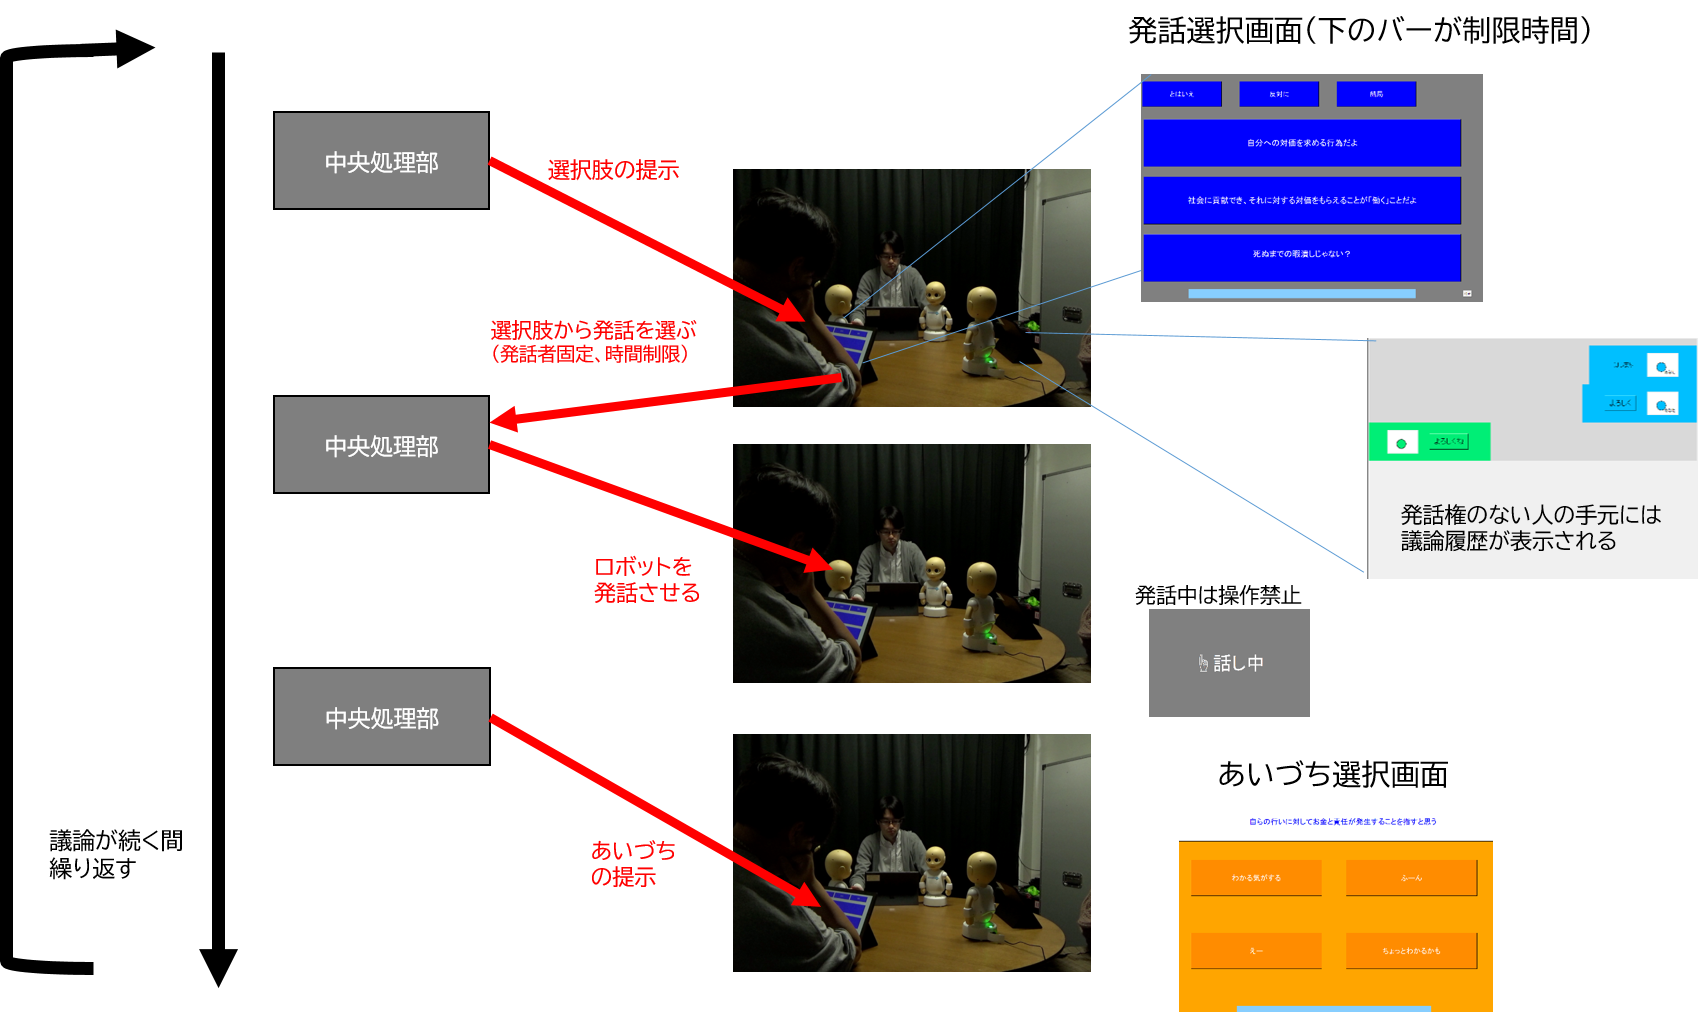 発話選択画面(下のバーが制限時間)
とはいえ
反対に
結局
自分への対価を求める行為だよ
社会に貢献でき、それに対する対価をもらえることが「働く」ことだよ
死ぬまでの暇潰しじゃない？
中央処理部
選択肢の提示
選択肢から発話を選ぶ
(発話者固定、時間制限)
よろしく
よろしくね
発話権のない人の手元には
議論履歴が表示される
中央処理部
ロボットを
発話させる
発話中は操作禁止
話し中
中央処理部
あいづち
の提示
あいづち選択画面
自らの行いに対してお金と責任が発生することを指すと思う
わかる気がする
ふーん
えー
ちょっとわかるかも
議論が続く間
繰り返す